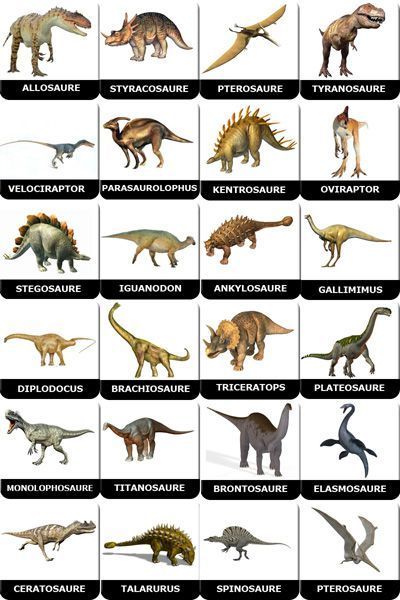 ALLOSAURE
STYRACOSAURE
PTEROSAURE
TYRANOSAURE
VELOCIRAPTOR
PARASAUROLOPHUS
KENTROSAURE
OVIRAPTOR
STEGOSAURE
IGUANODON
ANKYLOSAURE
GALLIMIMUS
DIPLODOCUS
BRACHIOSAURE
TRICERATOPS
PLATEOSAURE
MONOLOPHOSAURE
TITANOSAURE
BRONTOSAURE
ELASMOSAURE
CERATOSAURE
TALARURUS
SPINOSAURE
PTEROSAURE